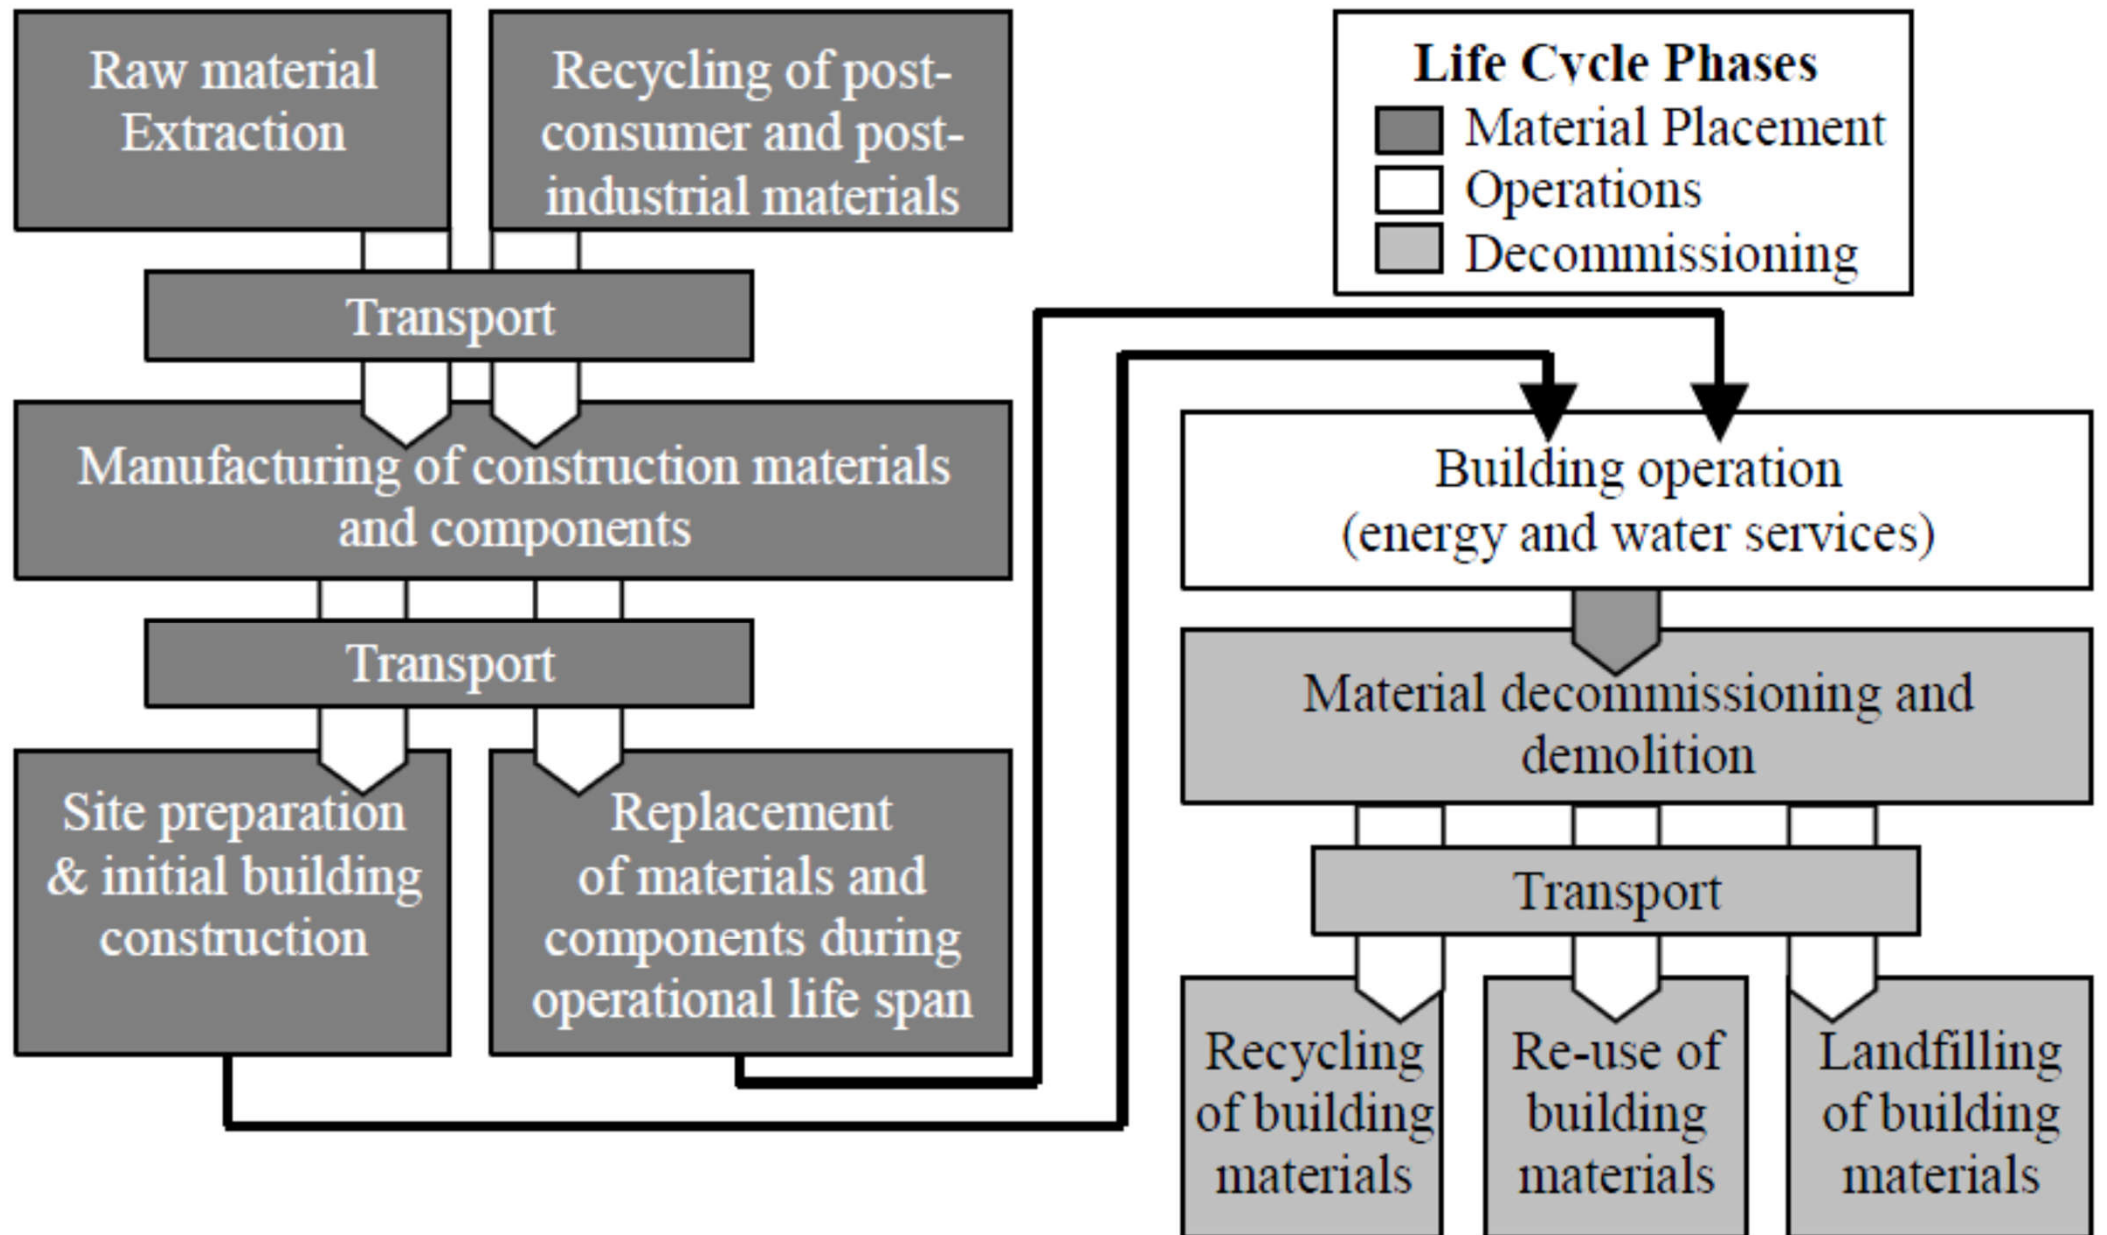 Raw material
Extraction
Recycling of post-
consumer and post-
industrial materials
Transport
Manufacturing of construction materials
and components
Transport
Site preparation
& initial building
construction
Replacement
of materials and
components during
operational life span
Life Cycle Phases
Material Placement
Operations
Decommissioning
Building operation
(energy and water services)
Material decommissioning and
demolition
Transport
Recycling
of building
materials
Re-use of
building
materials
Landfilling
of building
materials